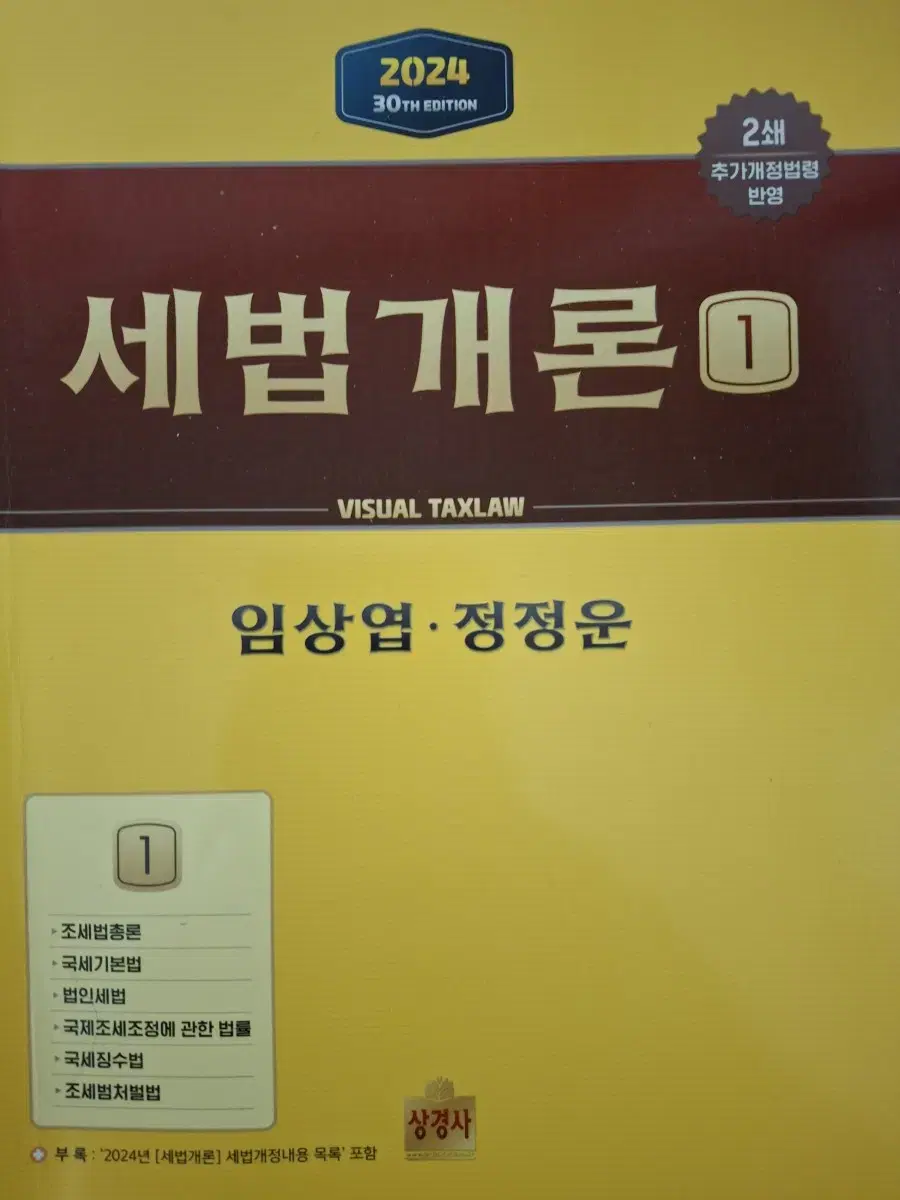 2024
30TH EDITION
2쇄
추가개정법령
반영
세법개론 1
VISUAL TAXLAW
임상엽·정정운
1
조세법총론
국세기본법
법인세법
국제조세조정에 관한 법률
국세징수법
조세범처벌법
부 록 : '2024년 [세법개론] 세법개정내용 목록' 포함
상경사